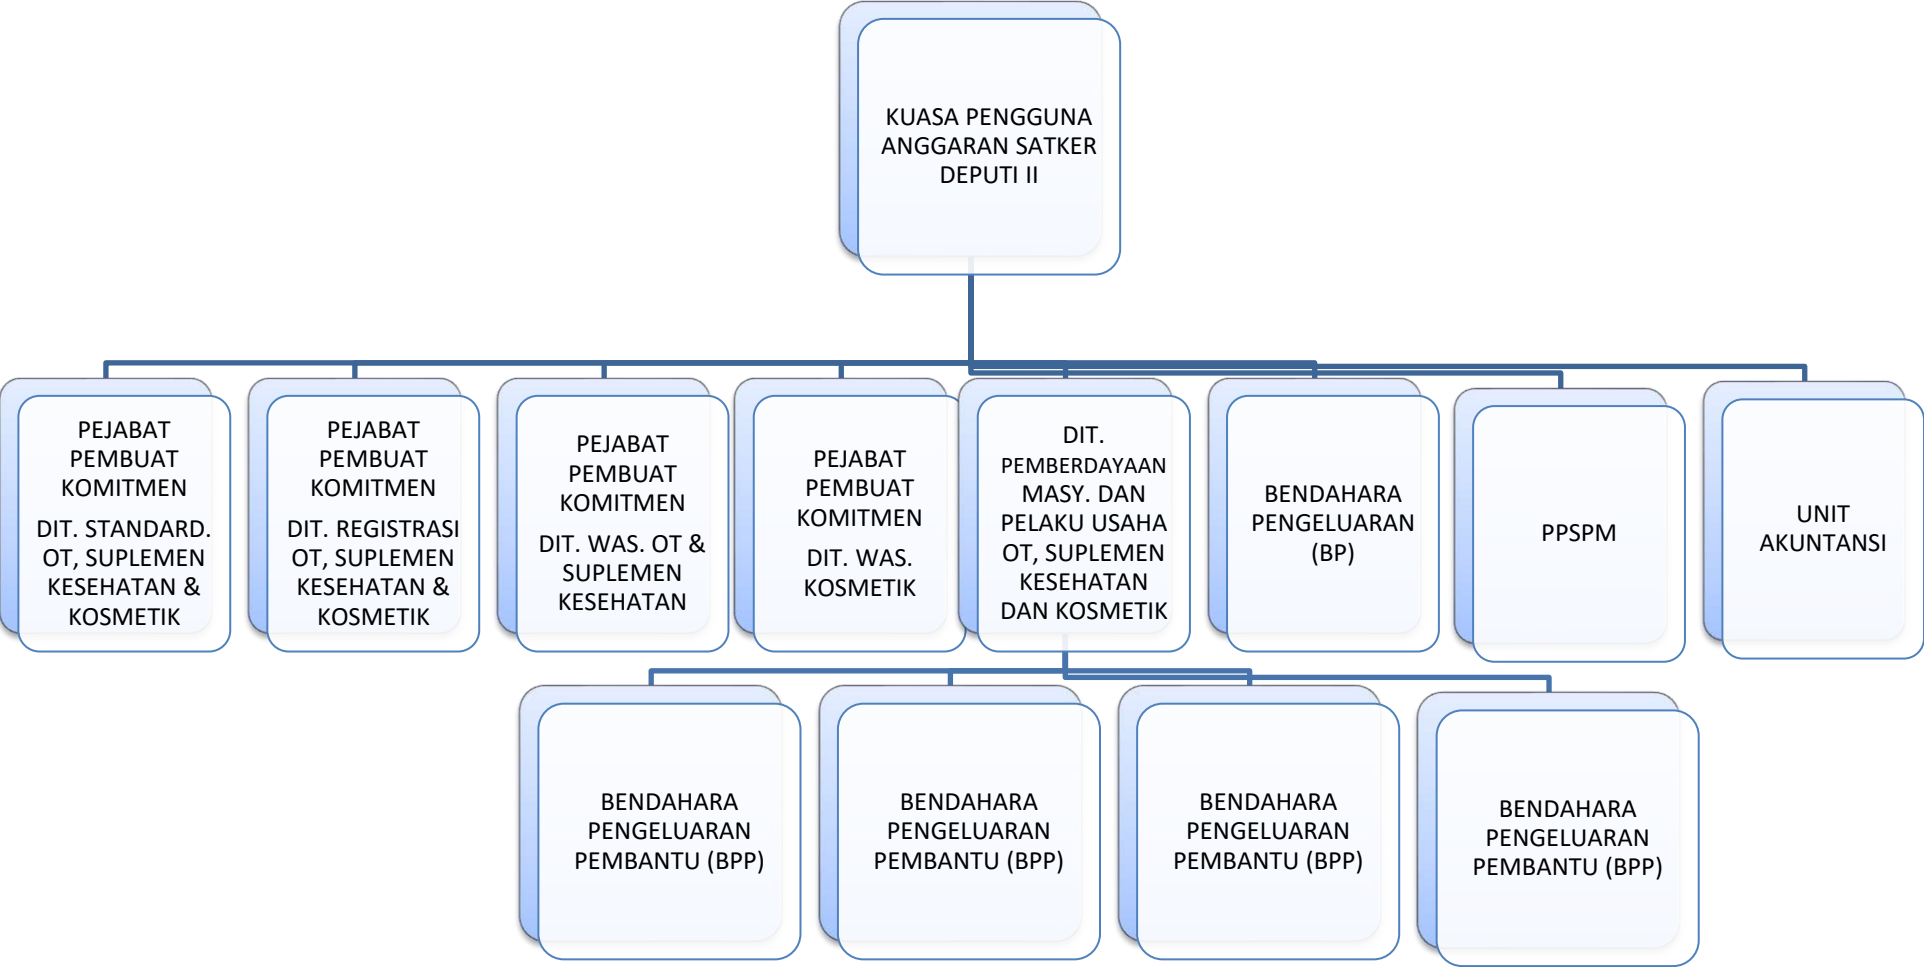 KUASA PENGGUNA
ANGGARAN SATKER
DEPUTI II
PEJABAT
PEMBUAT
KOMITMEN
DIT. STANDARD.
OT, SUPLEMEN
KESEHATAN &
KOSMETIK
PEJABAT
PEMBUAT
KOMITMEN
DIT. REGISTRASI
OT, SUPLEMEN
KESEHATAN &
KOSMETIK
PEJABAT
PEMBUAT
KOMITMEN
DIT. WAS. OT &
SUPLEMEN
KESEHATAN
PEJABAT
PEMBUAT
KOMITMEN
DIT. WAS.
KOSMETIK
DIT.
PEMBERDAYAAN
MASY. DAN
PELAKU USAHA
OT, SUPLEMEN
KESEHATAN
DAN KOSMETIK
BENDAHARA
PENGELUARAN
(BP)
PPSPM
UNIT
AKUNTANSI
BENDAHARA
PENGELUARAN
PEMBANTU (BPP)
BENDAHARA
PENGELUARAN
PEMBANTU (BPP)
BENDAHARA
PENGELUARAN
PEMBANTU (BPP)
BENDAHARA
PENGELUARAN
PEMBANTU (BPP)